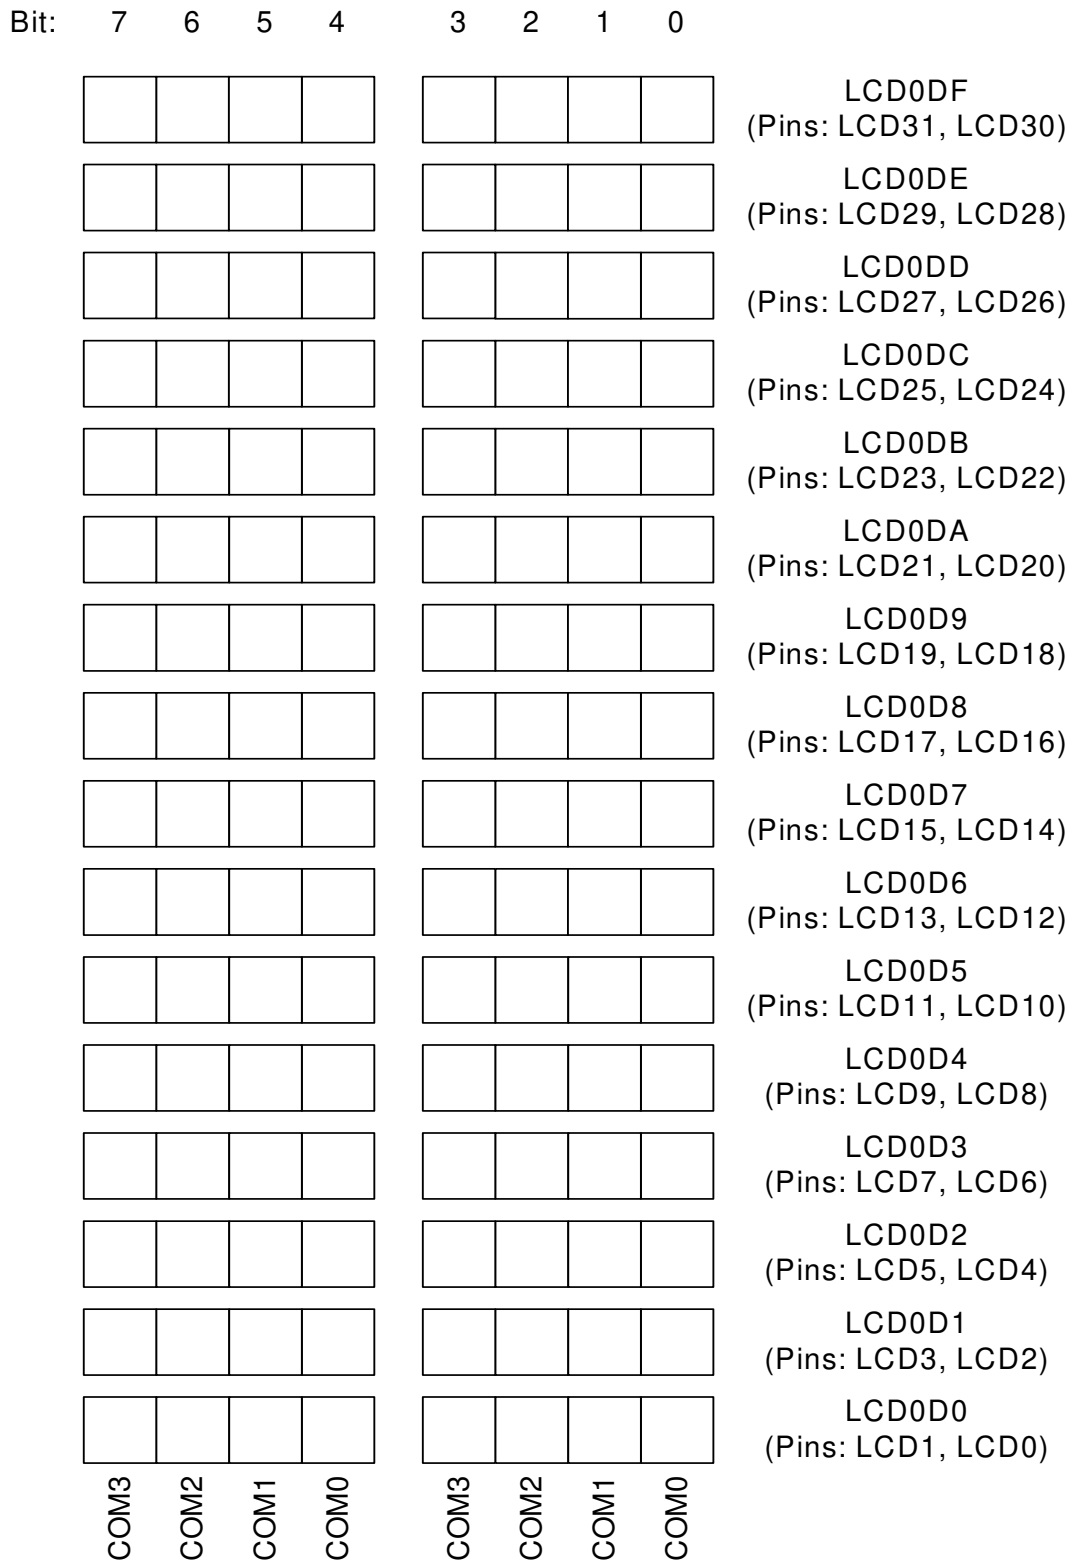 Bit: 7 6 5 4 3 2 1 0
LCD0DF
(Pins: LCD31, LCD30)
LCD0DE
(Pins: LCD29, LCD28)
LCD0DD
(Pins: LCD27, LCD26)
LCD0DC
(Pins: LCD25, LCD24)
LCD0DB
(Pins: LCD23, LCD22)
LCD0DA
(Pins: LCD21, LCD20)
LCD0D9
(Pins: LCD19, LCD18)
LCD0D8
(Pins: LCD17, LCD16)
LCD0D7
(Pins: LCD15, LCD14)
LCD0D6
(Pins: LCD13, LCD12)
LCD0D5
(Pins: LCD11, LCD10)
LCD0D4
(Pins: LCD9, LCD8)
LCD0D3
(Pins: LCD7, LCD6)
LCD0D2
(Pins: LCD5, LCD4)
LCD0D1
(Pins: LCD3, LCD2)
LCD0D0
(Pins: LCD1, LCD0)
COM3 COM2 COM1 COM0 COM3 COM2 COM1 COM0